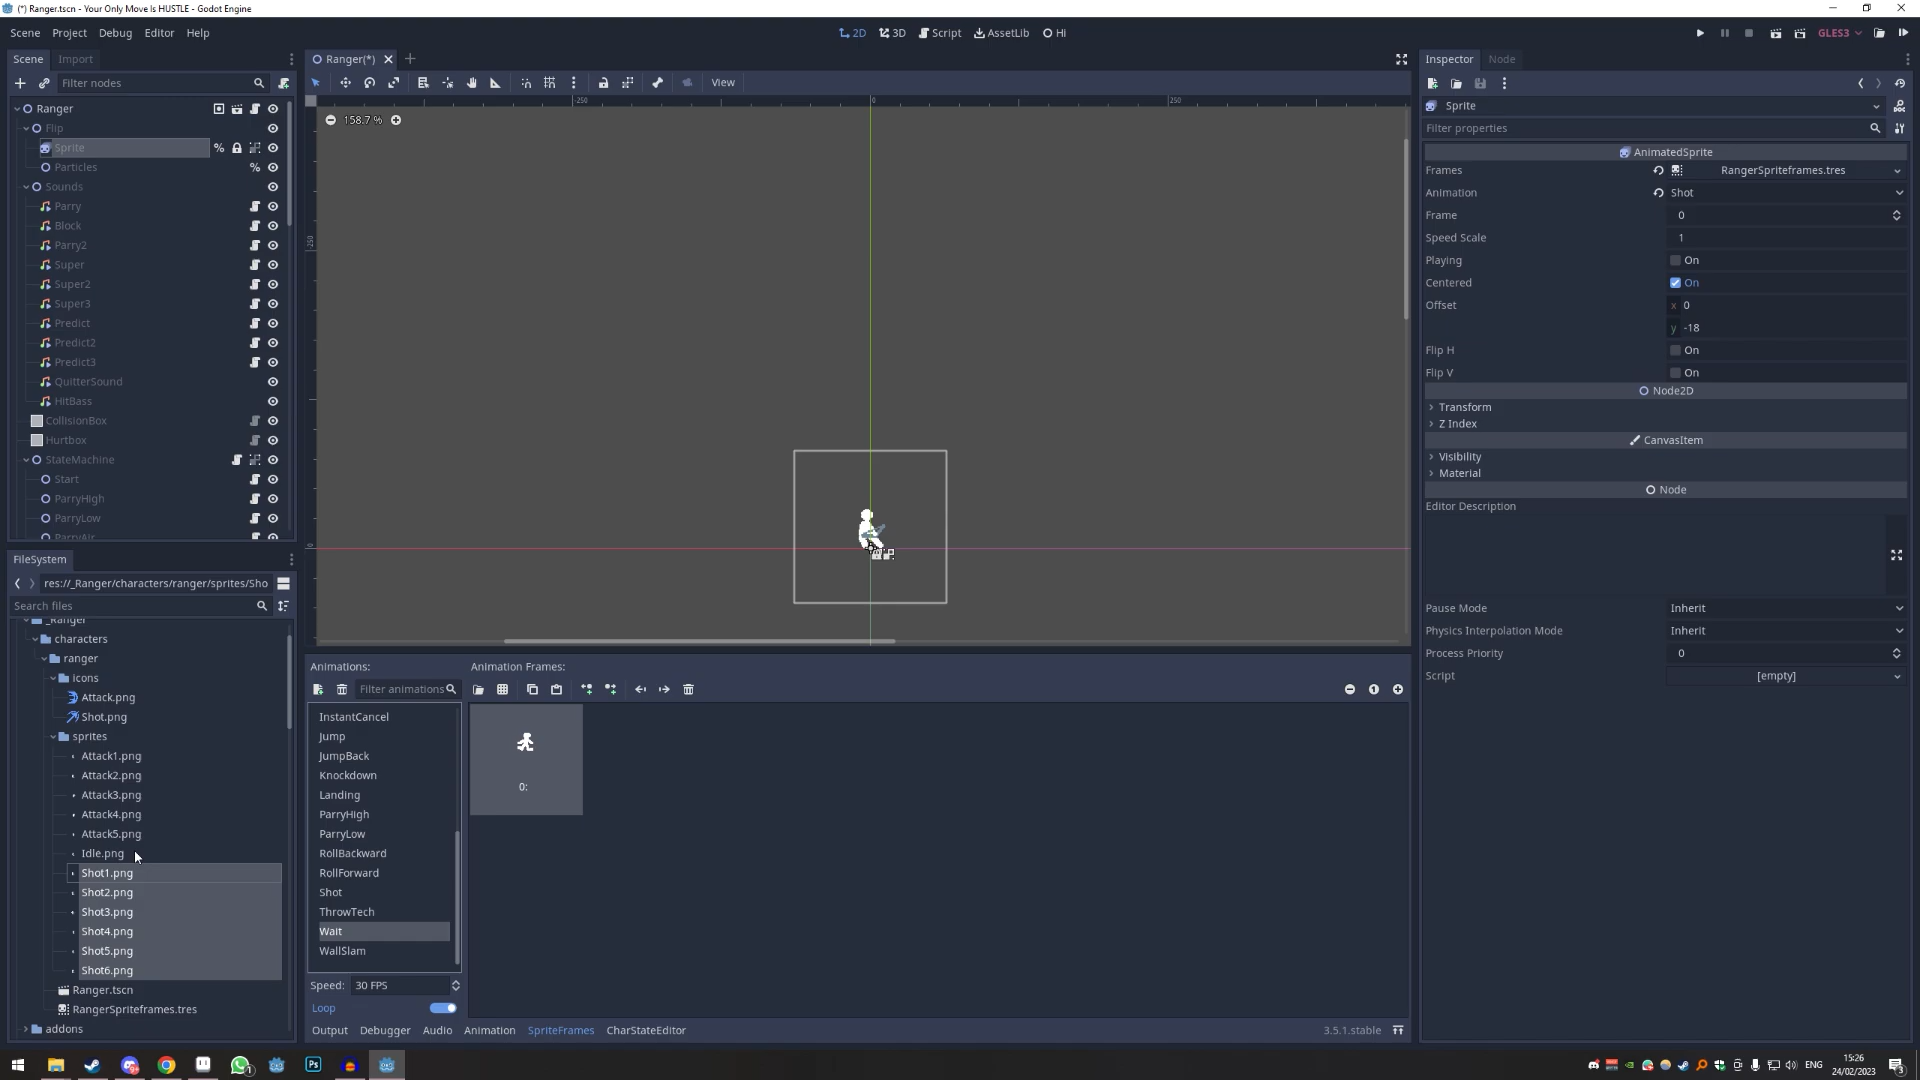 (*) Ranger.tscn - Your Only Move Is HUSTLE - Godot Engine
Scene Project Debug Editor Help
2D 3D Script AssetLib Hi
GLES3
Scene Import
Filter nodes
Ranger
Flip
Sprite
%
Particles
%
Sounds
Parry
Block
Parry2
Super
Super2
Super3
Predict
Predict2
Predict3
QuitterSound
HitBass
CollisionBox
Hurtbox
StateMachine
Start
ParryHigh
ParryLow
ParryAir
FileSystem
res://_Ranger/characters/ranger/sprites/Sho
Search files
_Ranger
characters
ranger
icons
Attack.png
Shot.png
sprites
Attack1.png
Attack2.png
Attack3.png
Attack4.png
Attack5.png
Idle.png
Shot1.png
Shot2.png
Shot3.png
Shot4.png
Shot5.png
Shot6.png
Ranger.tscn
RangerSpriteframes.tres
addons
Ranger(*)
View
-250 0 250
158.7 %
-250
0
Animations:
Filter animations
InstantCancel
Jump
JumpBack
Knockdown
Landing
ParryHigh
ParryLow
RollBackward
RollForward
Shot
ThrowTech
Wait
WallSlam
Speed: 30 FPS
Loop
Animation Frames:
0:
Output Debugger Audio Animation SpriteFrames CharStateEditor
3.5.1.stable
Inspector Node
Sprite
Filter properties
AnimatedSprite
Frames RangerSpriteframes.tres
Animation Shot
Frame 0
Speed Scale 1
Playing On
Centered On
Offset x 0
y -18
Flip H On
Flip V On
Node2D
Transform
Z Index
CanvasItem
Visibility
Material
Node
Editor Description
Pause Mode Inherit
Physics Interpolation Mode Inherit
Process Priority 0
Script [empty]
Ps
ENG
15:26
24/02/2023